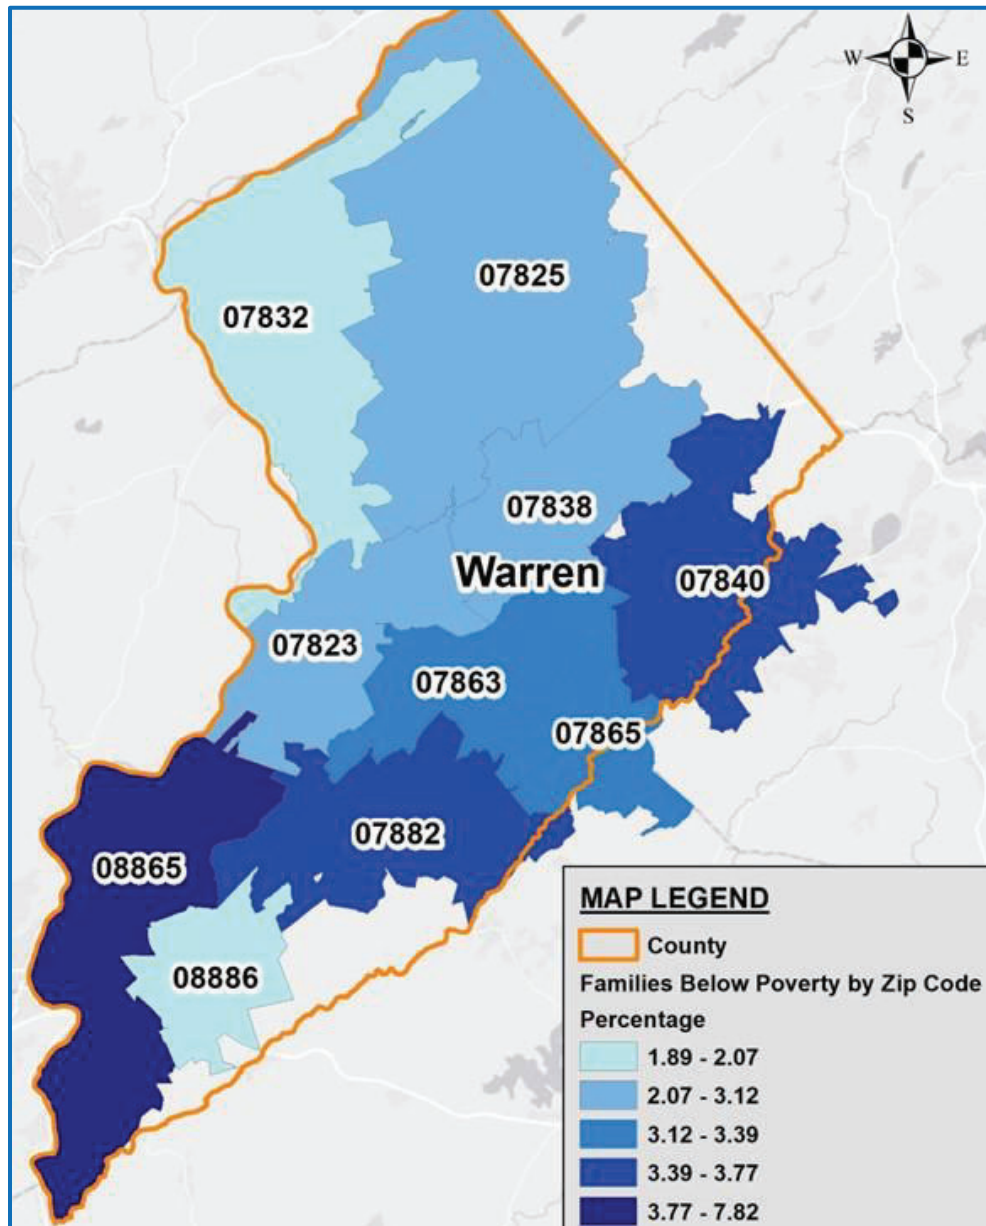 W
E
S
07825
07832
07838
Warren
07840
07823
07863
07865
07882
08865
08886
MAP LEGEND
County
Families Below Poverty by Zip Code
Percentage
1.89 - 2.07
2.07 - 3.12
3.12 - 3.39
3.39 - 3.77
3.77 - 7.82